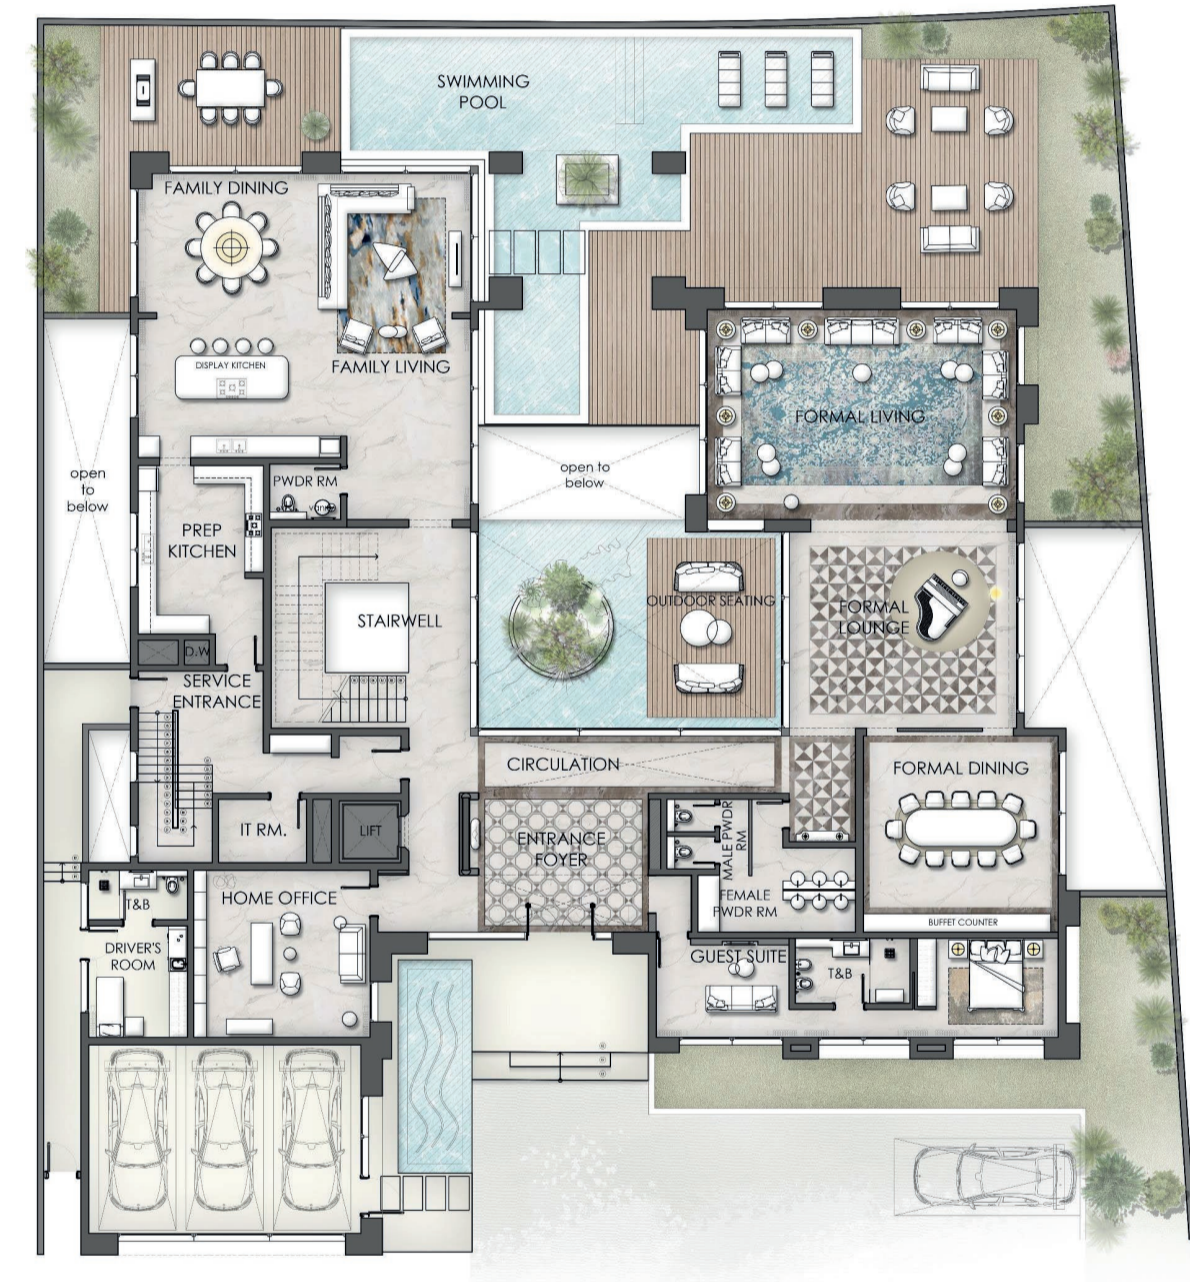 SWIMMING
POOL
FAMILY DINING
DISPLAY KITCHEN
FAMILY LIVING
FORMAL LIVING
open
to
below
open to
below
PWDR RM
PREP
KITCHEN
STAIRWELL
OUTDOOR SEATING
FORMAL
LOUNGE
D.W
SERVICE
ENTRANCE
CIRCULATION
FORMAL DINING
IT RM.
LIFT
ENTRANCE
FOYER
MALE PWDR
RM
FEMALE
PWDR RM
BUFFET COUNTER
T&B
HOME OFFICE
DRIVER'S
ROOM
GUEST SUITE
T&B